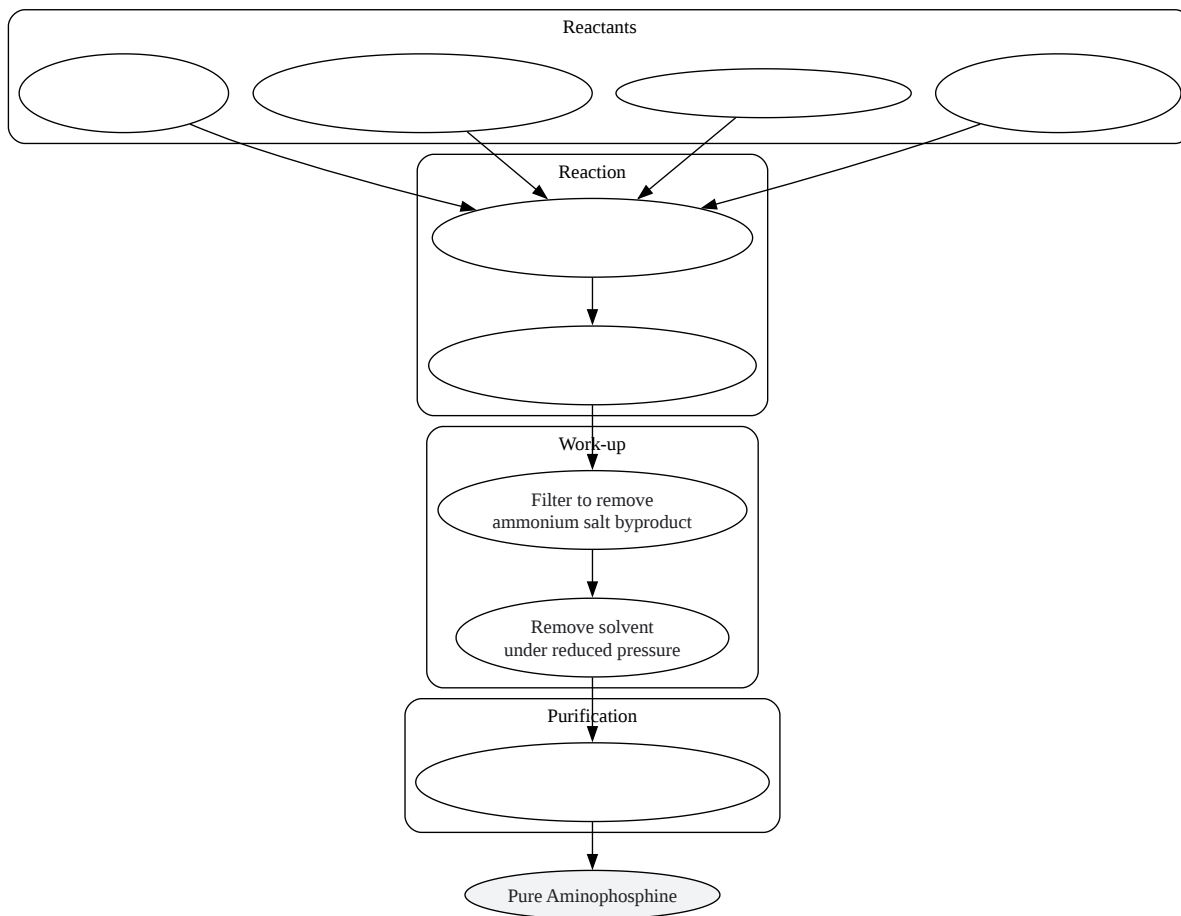 Reactants
Reaction
Work-up
Filter to remove
ammonium salt byproduct
Remove solvent
under reduced pressure
Purification
Pure Aminophosphine